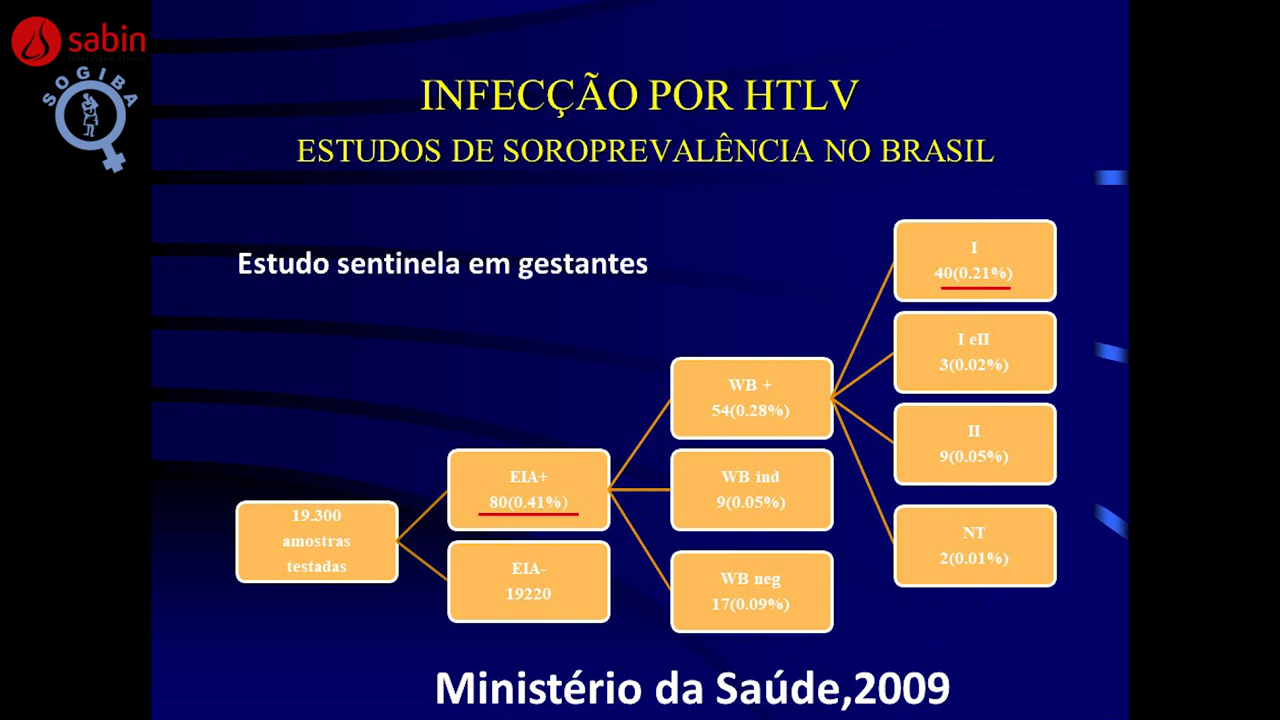 sabin
SOGIBA
INFECÇÃO POR HTLV
ESTUDOS DE SOROPREVALÊNCIA NO BRASIL
Estudo sentinela em gestantes
19.300
amostras
testadas
EIA+
80(0.41%)
EIA-
19220
WB +
54(0.28%)
WB ind
9(0.05%)
WB neg
17(0.09%)
I
40(0.21%)
I eII
3(0.02%)
II
9(0.05%)
NT
2(0.01%)
Ministério da Saúde,2009